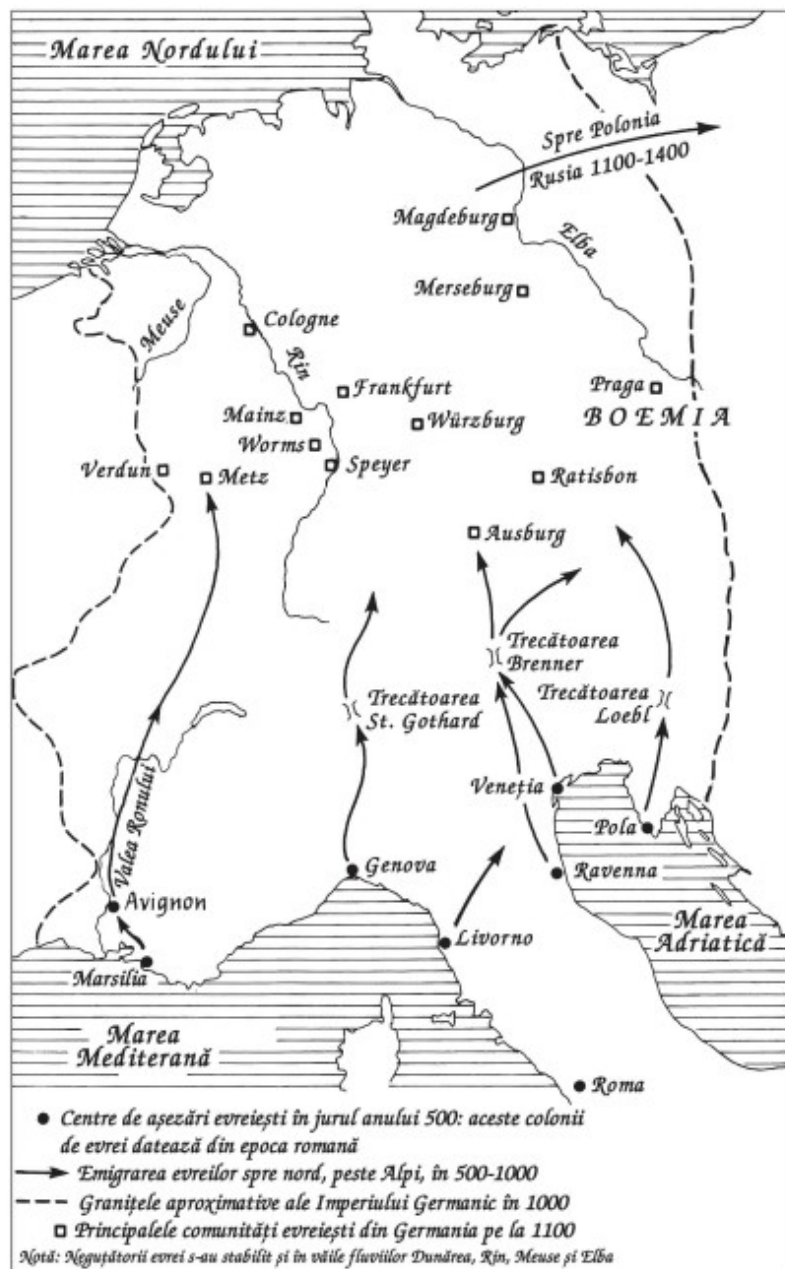 Marea Nordului
Spre Polonia
Rusia 1100-1400
Magdeburg
Elba
Merseburg
Meuse
Cologne
Rin
Frankfurt
Praga
Mainz
Würzburg
BOEMIA
Worms
Verdun
Metz
Speyer
Ratisbon
Ausburg
Trecătoarea
Brenner
Trecătoarea
St. Gothard
Trecătoarea
Loebl
Valea Ronului
Veneția
Pola
Genova
Ravenna
Avignon
Livorno
Marea
Adriatică
Marsilia
Marea
Mediterană
Roma
Centre de așezări evreiești în jurul anului 500: aceste colonii
de evrei datează din epoca romană
Emigrarea evreilor spre nord, peste Alpi, în 500-1000
Granițele aproximative ale Imperiului Germanic în 1000
Principalele comunități evreiești din Germania pe la 1100
Notă: Neguțătorii evrei s-au stabilit și în văile fluviilor Dunărea, Rin, Meuse și Elba